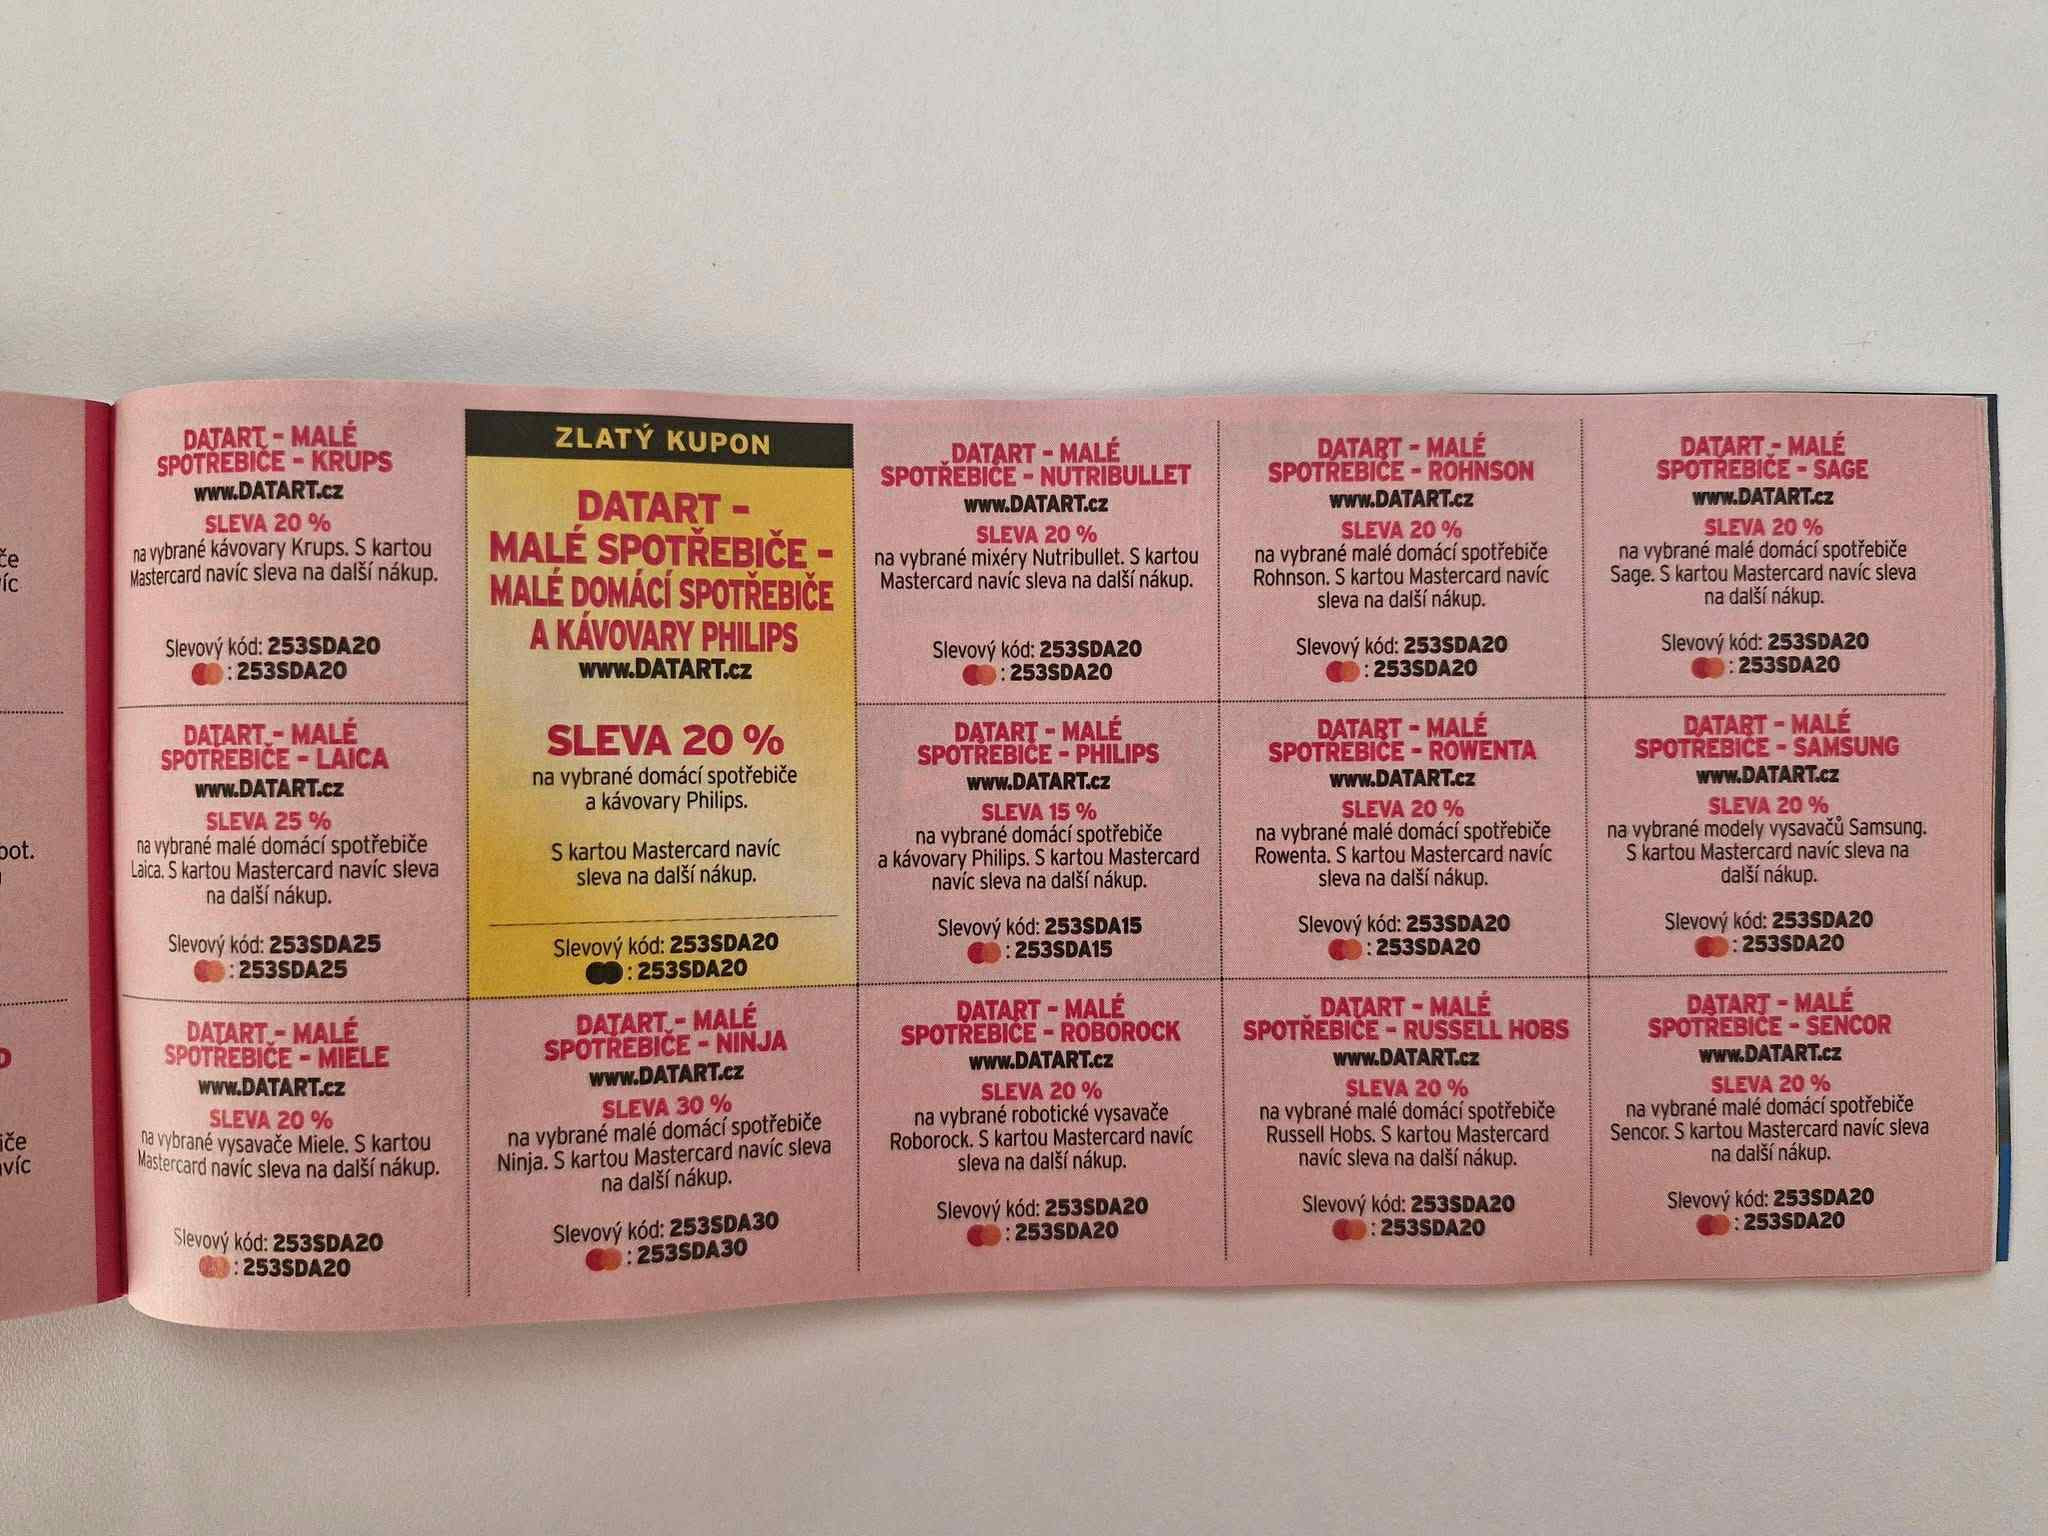 če
íc
bot.
D
iče
víc
DATART – MALÉ
SPOTŘEBIČE – KRUPS
www.DATART.cz
SLEVA 20 %
na vybrané kávovary Krups. S kartou
Mastercard navíc sleva na další nákup.
Slevový kód: 253SDA20
: 253SDA20
DATART – MALÉ
SPOTŘEBIČE – LAICA
www.DATART.cz
SLEVA 25 %
na vybrané malé domácí spotřebiče
Laica. S kartou Mastercard navíc sleva
na další nákup.
Slevový kód: 253SDA25
: 253SDA25
DATART – MALÉ
SPOTŘEBIČE – MIELE
www.DATART.cz
SLEVA 20 %
na vybrané vysavače Miele. S kartou
Mastercard navíc sleva na další nákup.
Slevový kód: 253SDA20
: 253SDA20
ZLATÝ KUPON
DATART –
MALÉ SPOTŘEBIČE –
MALÉ DOMÁCÍ SPOTŘEBIČE
A KÁVOVARY PHILIPS
www.DATART.cz
SLEVA 20 %
na vybrané domácí spotřebiče
a kávovary Philips.
S kartou Mastercard navíc
sleva na další nákup.
Slevový kód: 253SDA20
: 253SDA20
DATART – MALÉ
SPOTŘEBIČE – NINJA
www.DATART.cz
SLEVA 30 %
na vybrané malé domácí spotřebiče
Ninja. S kartou Mastercard navíc sleva
na další nákup.
Slevový kód: 253SDA30
: 253SDA30
DATART – MALÉ
SPOTŘEBIČE – NUTRIBULLET
www.DATART.cz
SLEVA 20 %
na vybrané mixéry Nutribullet. S kartou
Mastercard navíc sleva na další nákup.
Slevový kód: 253SDA20
: 253SDA20
DATART – MALÉ
SPOTŘEBIČE – PHILIPS
www.DATART.cz
SLEVA 15 %
na vybrané domácí spotřebiče
a kávovary Philips. S kartou Mastercard
navíc sleva na další nákup.
Slevový kód: 253SDA15
: 253SDA15
DATART – MALÉ
SPOTŘEBIČE – ROBOROCK
www.DATART.cz
SLEVA 20 %
na vybrané robotické vysavače
Roborock. S kartou Mastercard navíc
sleva na další nákup.
Slevový kód: 253SDA20
: 253SDA20
DATART – MALÉ
SPOTŘEBIČE – ROHNSON
www.DATART.cz
SLEVA 20 %
na vybrané malé domácí spotřebiče
Rohnson. S kartou Mastercard navíc
sleva na další nákup.
Slevový kód: 253SDA20
: 253SDA20
DATART – MALÉ
SPOTŘEBIČE – ROWENTA
www.DATART.cz
SLEVA 20 %
na vybrané malé domácí spotřebiče
Rowenta. S kartou Mastercard navíc
sleva na další nákup.
Slevový kód: 253SDA20
: 253SDA20
DATART – MALÉ
SPOTŘEBIČE – RUSSELL HOBS
www.DATART.cz
SLEVA 20 %
na vybrané malé domácí spotřebiče
Russell Hobs. S kartou Mastercard
navíc sleva na další nákup.
Slevový kód: 253SDA20
: 253SDA20
DATART – MALÉ
SPOTŘEBIČE – SAGE
www.DATART.cz
SLEVA 20 %
na vybrané malé domácí spotřebiče
Sage. S kartou Mastercard navíc sleva
na další nákup.
Slevový kód: 253SDA20
: 253SDA20
DATART – MALÉ
SPOTŘEBIČE – SAMSUNG
www.DATART.cz
SLEVA 20 %
na vybrané modely vysavačů Samsung.
S kartou Mastercard navíc sleva na
další nákup.
Slevový kód: 253SDA20
: 253SDA20
DATART – MALÉ
SPOTŘEBIČE – SENCOR
www.DATART.cz
SLEVA 20 %
na vybrané malé domácí spotřebiče
Sencor. S kartou Mastercard navíc sleva
na další nákup.
Slevový kód: 253SDA20
: 253SDA20